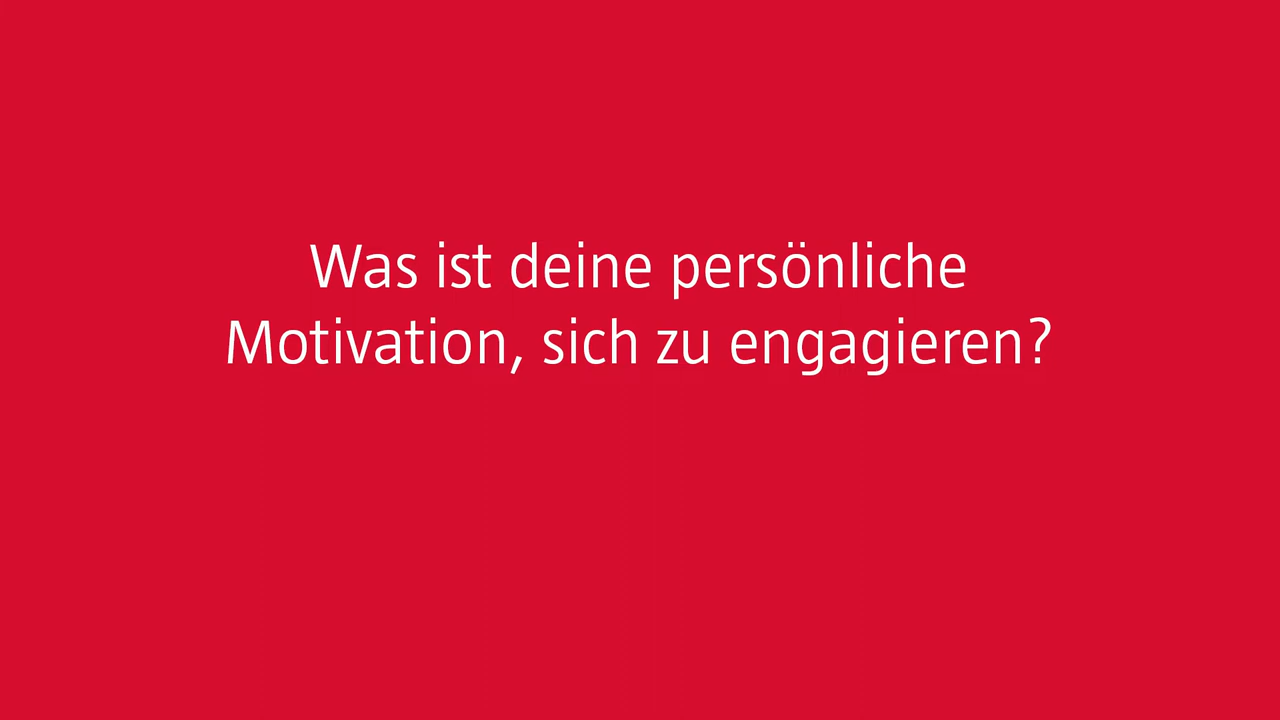 Was ist deine persönliche
Motivation, sich zu engagieren?